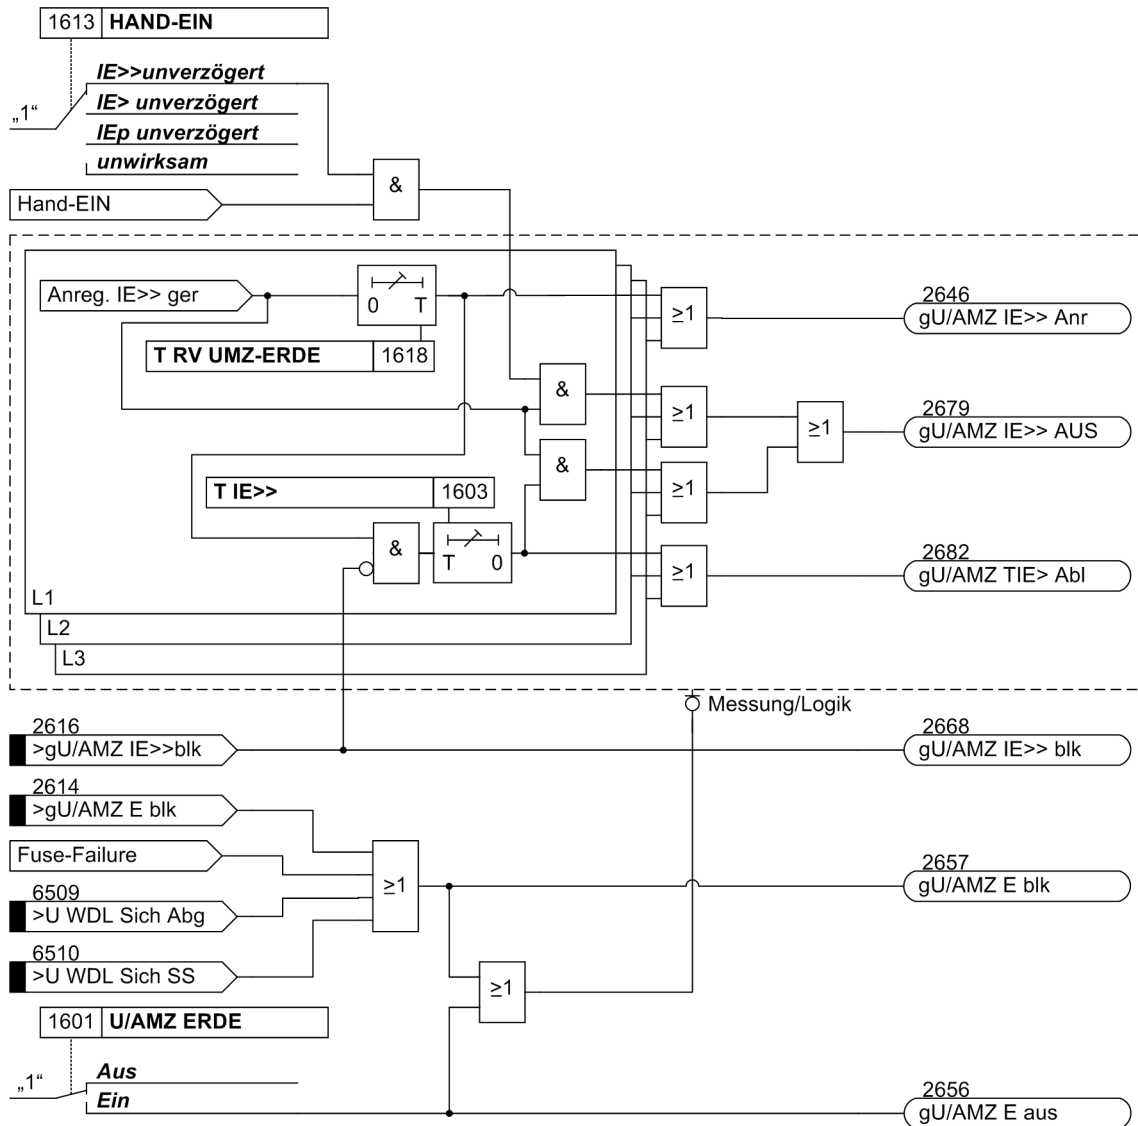 1613 HAND-EIN
IE>>unverzögert
IE> unverzögert
IEp unverzögert
unwirksam
„1“
Hand-EIN
&
Anreg. IE>> ger
0 T
T RV UMZ-ERDE 1618
≥1
2646
gU/AMZ IE>> Anr
&
≥1
≥1
2679
gU/AMZ IE>> AUS
&
≥1
T IE>> 1603
&
T 0
≥1
2682
gU/AMZ TIE> Abl
L1
L2
L3
Messung/Logik
2616
>gU/AMZ IE>>blk
2668
gU/AMZ IE>> blk
2614
>gU/AMZ E blk
Fuse-Failure
≥1
2657
gU/AMZ E blk
6509
>U WDL Sich Abg
6510
>U WDL Sich SS
≥1
1601 U/AMZ ERDE
„1“
Aus
Ein
2656
gU/AMZ E aus